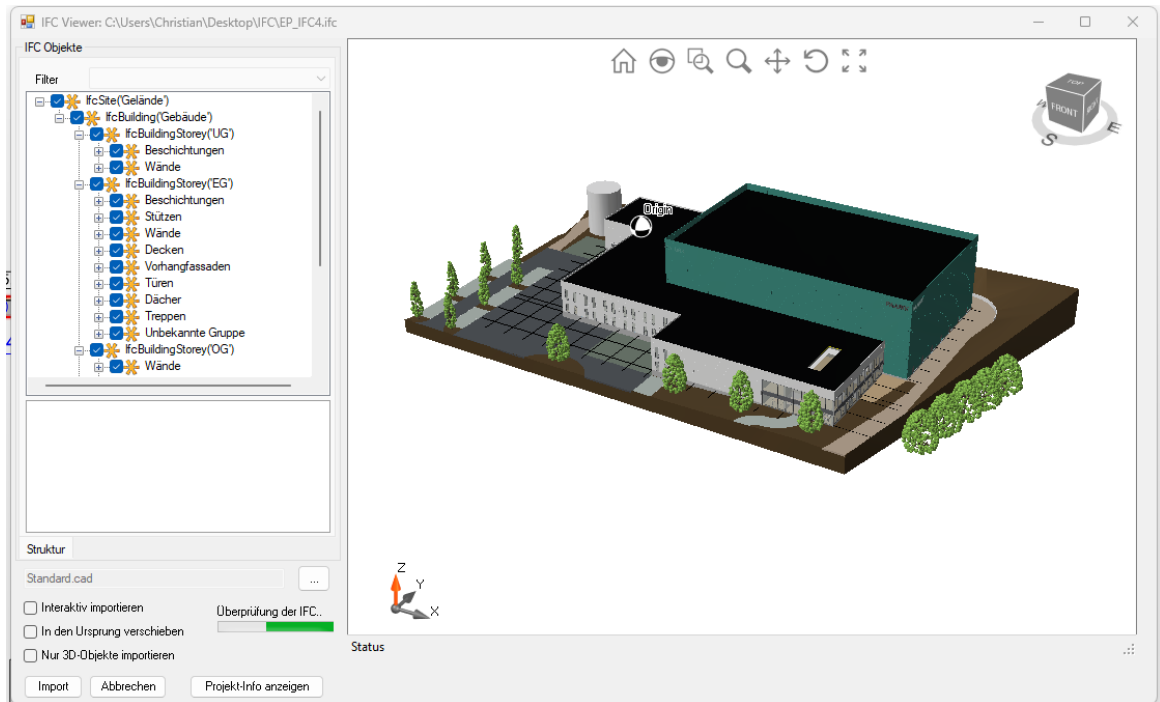 IFC Viewer: C:\Users\Christian\Desktop\IFC\EP_IFC4.ifc
IFC Objekte
Filter
IfcSite('Gelände')
IfcBuilding('Gebäude')
IfcBuildingStorey('UG')
Beschichtungen
Wände
IfcBuildingStorey('EG')
Beschichtungen
Stützen
Wände
Decken
Vorhangfassaden
Türen
Dächer
Treppen
Unbekannte Gruppe
IfcBuildingStorey('OG')
Wände
Struktur
Standard.cad
...
Interaktiv importieren
Überprüfung der IFC..
In den Ursprung verschieben
Nur 3D-Objekte importieren
Import Abbrechen Projekt-Info anzeigen
TOP
FRONT
S
E
Origin
Z
Y
X
Status